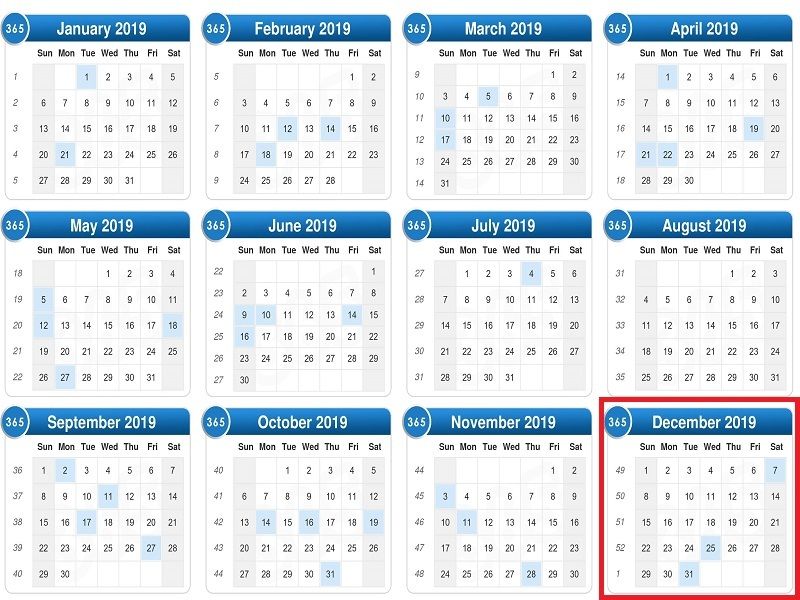 365 January 2019
Sun Mon Tue Wed Thu Fri Sat
1 1 2 3 4 5
2 6 7 8 9 10 11 12
3 13 14 15 16 17 18 19
4 20 21 22 23 24 25 26
5 27 28 29 30 31
365 February 2019
Sun Mon Tue Wed Thu Fri Sat
5 1 2
6 3 4 5 6 7 8 9
7 10 11 12 13 14 15 16
8 17 18 19 20 21 22 23
9 24 25 26 27 28
365 March 2019
Sun Mon Tue Wed Thu Fri Sat
9 1 2
10 3 4 5 6 7 8 9
11 10 11 12 13 14 15 16
12 17 18 19 20 21 22 23
13 24 25 26 27 28 29 30
14 31
365 April 2019
Sun Mon Tue Wed Thu Fri Sat
14 1 2 3 4 5 6
15 7 8 9 10 11 12 13
16 14 15 16 17 18 19 20
17 21 22 23 24 25 26 27
18 28 29 30
365 May 2019
Sun Mon Tue Wed Thu Fri Sat
18 1 2 3 4
19 5 6 7 8 9 10 11
20 12 13 14 15 16 17 18
21 19 20 21 22 23 24 25
22 26 27 28 29 30 31
365 June 2019
Sun Mon Tue Wed Thu Fri Sat
22 1
23 2 3 4 5 6 7 8
24 9 10 11 12 13 14 15
25 16 17 18 19 20 21 22
26 23 24 25 26 27 28 29
27 30
365 July 2019
Sun Mon Tue Wed Thu Fri Sat
27 1 2 3 4 5 6
28 7 8 9 10 11 12 13
29 14 15 16 17 18 19 20
30 21 22 23 24 25 26 27
31 28 29 30 31
365 August 2019
Sun Mon Tue Wed Thu Fri Sat
31 1 2 3
32 4 5 6 7 8 9 10
33 11 12 13 14 15 16 17
34 18 19 20 21 22 23 24
35 25 26 27 28 29 30 31
365 September 2019
Sun Mon Tue Wed Thu Fri Sat
36 1 2 3 4 5 6 7
37 8 9 10 11 12 13 14
38 15 16 17 18 19 20 21
39 22 23 24 25 26 27 28
40 29 30
365 October 2019
Sun Mon Tue Wed Thu Fri Sat
40 1 2 3 4 5
41 6 7 8 9 10 11 12
42 13 14 15 16 17 18 19
43 20 21 22 23 24 25 26
44 27 28 29 30 31
365 November 2019
Sun Mon Tue Wed Thu Fri Sat
44 1 2
45 3 4 5 6 7 8 9
46 10 11 12 13 14 15 16
47 17 18 19 20 21 22 23
48 24 25 26 27 28 29 30
365 December 2019
Sun Mon Tue Wed Thu Fri Sat
49 1 2 3 4 5 6 7
50 8 9 10 11 12 13 14
51 15 16 17 18 19 20 21
52 22 23 24 25 26 27 28
1 29 30 31